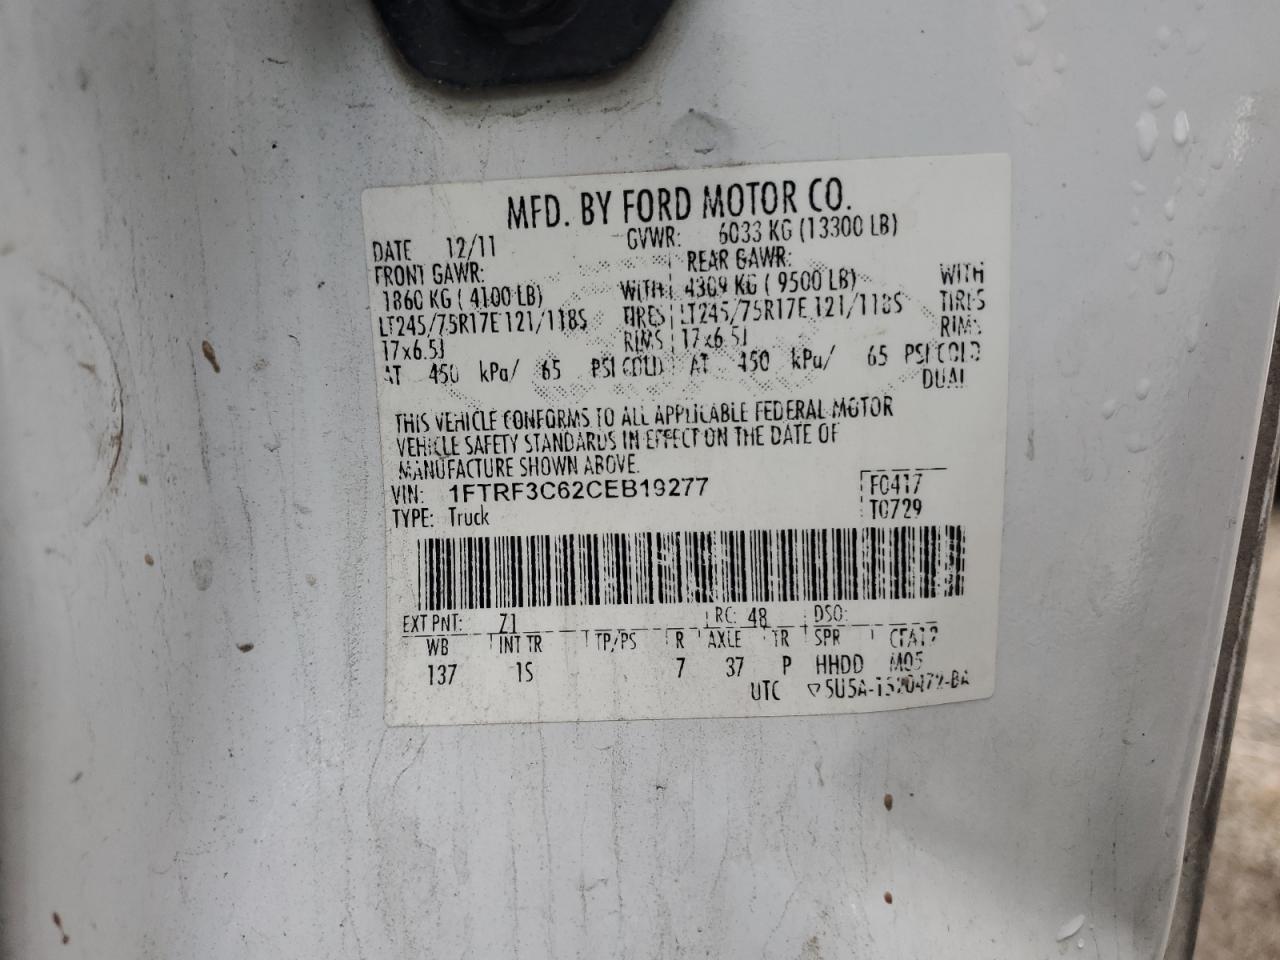 MFD. BY FORD MOTOR CO.
DATE 12/11 GVWR: 6033 KG (13300 LB)
FRONT GAWR: REAR GAWR:
1860 KG ( 4100 LB) WITH 4309 KG ( 9500 LB) WITH
LT245/75R17E 121/118S TIRES LT245/75R17E 121/118S TIRES
17x6.5J RIMS 17x6.5J RIMS
AT 450 kPa/ 65 PSI COLD AT 450 kPa/ 65 PSI COLD
DUAL
THIS VEHICLE CONFORMS TO ALL APPLICABLE FEDERAL MOTOR
VEHICLE SAFETY STANDARDS IN EFFECT ON THE DATE OF
MANUFACTURE SHOWN ABOVE.
VIN: 1FTRF3C62CEB19277 F0417
TYPE: Truck T0729
EXT PNT: Z1 RC: 48 DSO:
WB INT TR TP/PS R AXLE TR SPR
137 1S 7 37 P HHDD M05
UTC ▽5U5A-1520472-BA